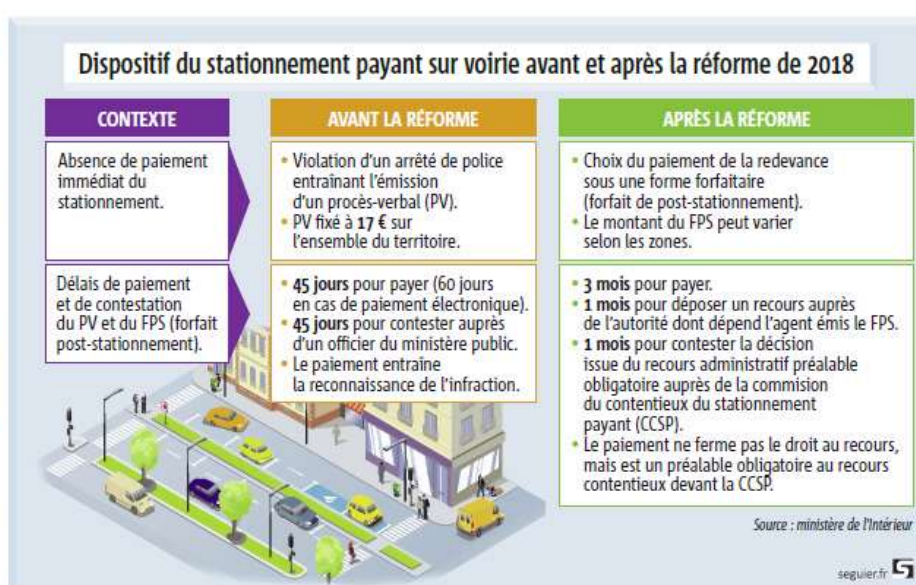 Dispositif du stationnement payant sur voirie avant et après la réforme de 2018
CONTEXTE
AVANT LA RÉFORME
APRÈS LA RÉFORME
Absence de paiement
immédiat du
stationnement.
• Violation d'un arrêté de police
entraînant l'émission
d'un procès-verbal (PV).
• PV fixé à 17 € sur
l'ensemble du territoire.
• Choix du paiement de la redevance
sous une forme forfaitaire
(forfait de post-stationnement).
• Le montant du FPS peut varier
selon les zones.
Délais de paiement
et de contestation
du PV et du FPS (forfait
post-stationnement).
• 45 jours pour payer (60 jours
en cas de paiement électronique).
• 45 jours pour contester auprès
d'un officier du ministère public.
• Le paiement entraîne
la reconnaissance de l'infraction.
• 3 mois pour payer.
• 1 mois pour déposer un recours auprès
de l'autorité dont dépend l'agent émis le FPS.
• 1 mois pour contester la décision
issue du recours administratif préalable
obligatoire auprès de la commision
du contentieux du stationnement
payant (CCSP).
• Le paiement ne ferme pas le droit au recours,
mais est un préalable obligatoire au recours
contentieux devant la CCSP.
Source : ministère de l'Intérieur
seguier.fr